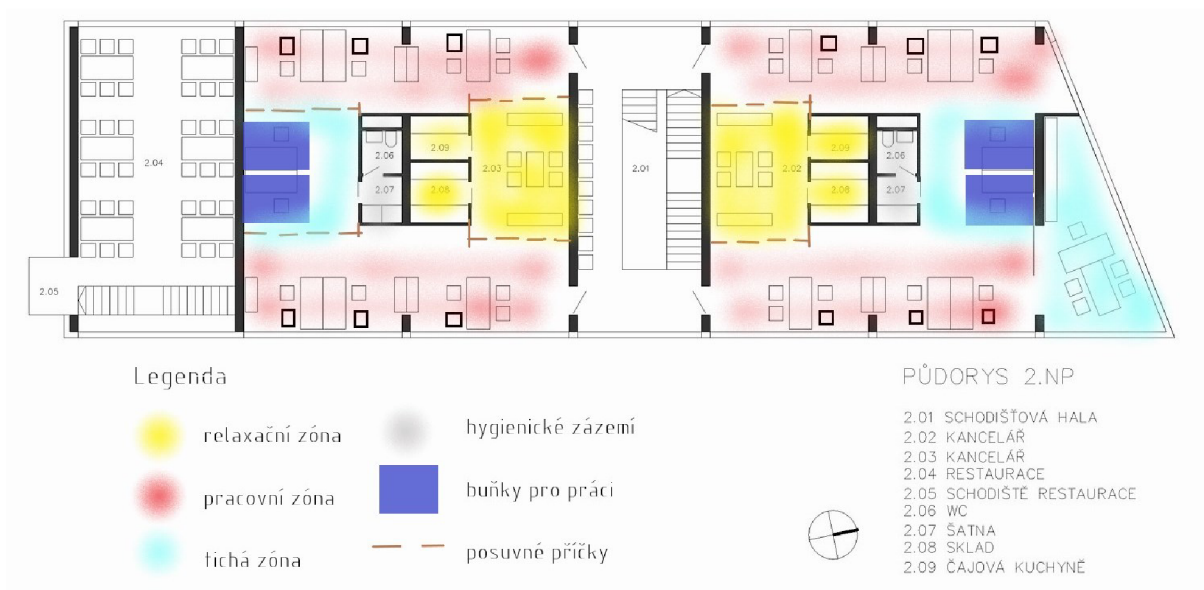 2.04
2.05
2.06
2.07
2.09
2.08
2.03
2.01
2.02
2.09
2.08
2.06
2.07
Legenda
relaxační zóna
pracovní zóna
tichá zóna
hygienické zázemí
buňky pro práci
posuvné příčky
PŮDORYS 2.NP
2.01 SCHODIŠŤOVÁ HALA
2.02 KANCELÁŘ
2.03 KANCELÁŘ
2.04 RESTAURACE
2.05 SCHODIŠTĚ RESTAURACE
2.06 WC
2.07 ŠATNA
2.08 SKLAD
2.09 ČAJOVÁ KUCHYNĚ